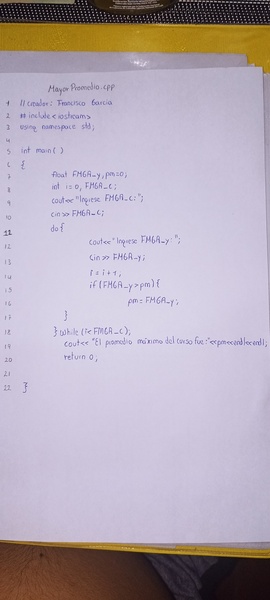 MayorPromedio.cpp
1 // Creador: Francisco Garcia
2 # include <iostream>
3 using namespace std;
4
5 int main( )
6 {
7 float FMGA_y, pm=0;
8 int i=0, FMGA_c;
9 cout<<"Ingrese FMGA_c:";
10 cin>> FMGA_c;
11 do{
12 cout<<"Ingrese FMGA_y:";
13 cin>> FMGA_y;
14 i = i+1;
15 if (FMGA_y>pm){
16 pm= FMGA_y;
17 }
18 } while (i<FMGA_c);
19 cout<< "El promedio máximo del curso fue:"<<pm<<endl<<endl;
20 return 0;
21
22 }